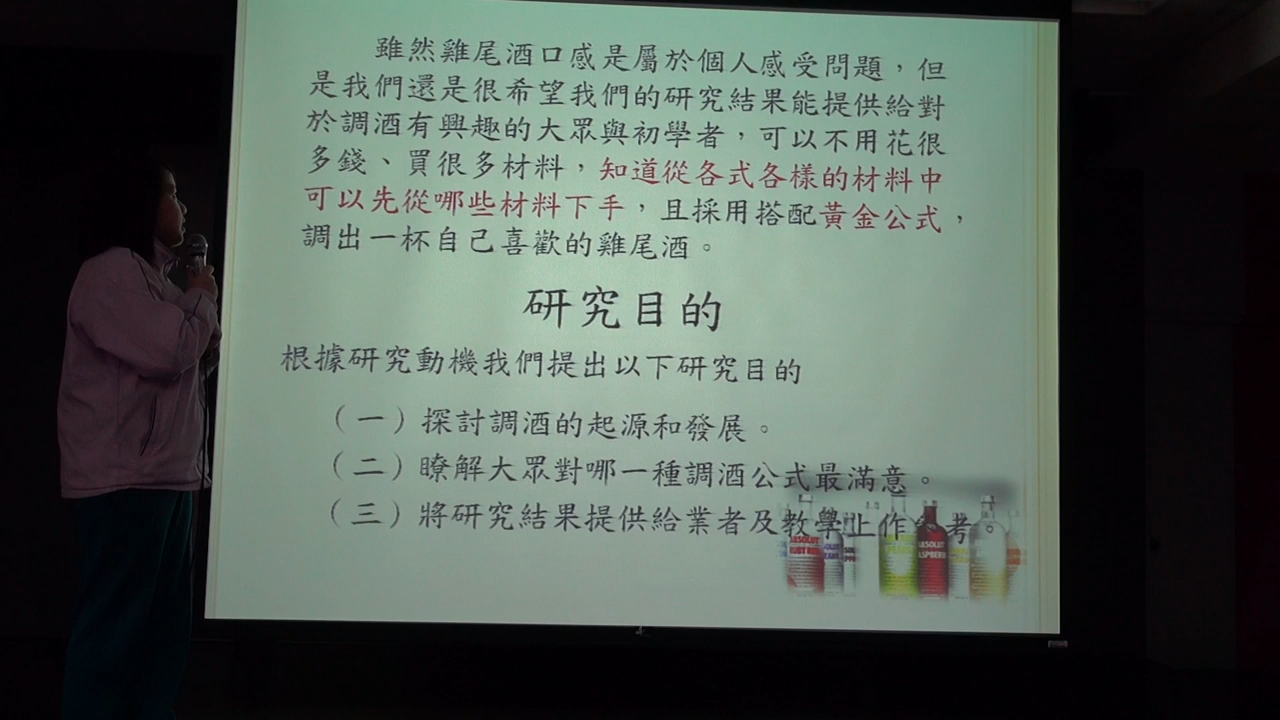 雖然雞尾酒口感是屬於個人感受問題，但
是我們還是很希望我們的研究結果能提供給對
於調酒有興趣的大眾與初學者，可以不用花很
多錢、買很多材料，知道從各式各樣的材料中
可以先從哪些材料下手，且採用搭配黃金公式，
調出一杯自己喜歡的雞尾酒。
研究目的
根據研究動機我們提出以下研究目的
（一）探討調酒的起源和發展。
（二）瞭解大眾對哪一種調酒公式最滿意。
（三）將研究結果提供給業者及教學上作參考。
ABSOLUT
ABSOLUT